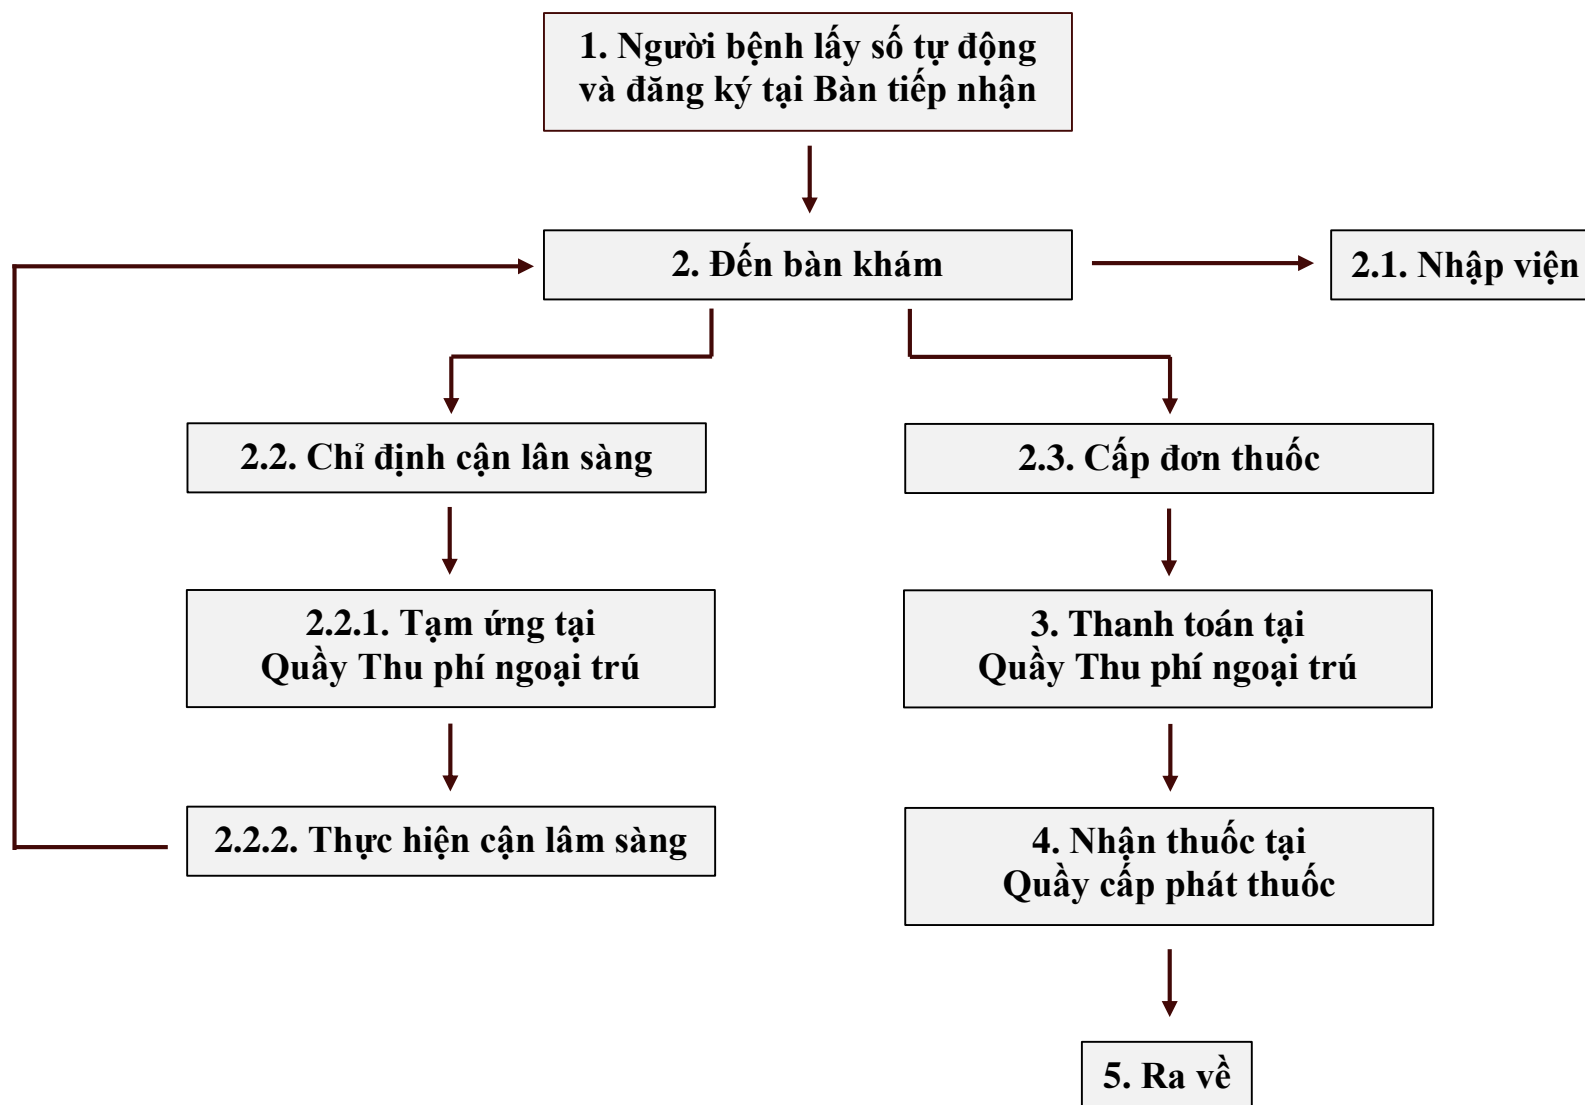 1. Người bệnh lấy số tự động
và đăng ký tại Bàn tiếp nhận
2. Đến bàn khám
2.1. Nhập viện
2.2. Chỉ định cận lân sàng
2.3. Cấp đơn thuốc
2.2.1. Tạm ứng tại
Quầy Thu phí ngoại trú
3. Thanh toán tại
Quầy Thu phí ngoại trú
2.2.2. Thực hiện cận lâm sàng
4. Nhận thuốc tại
Quầy cấp phát thuốc
5. Ra về